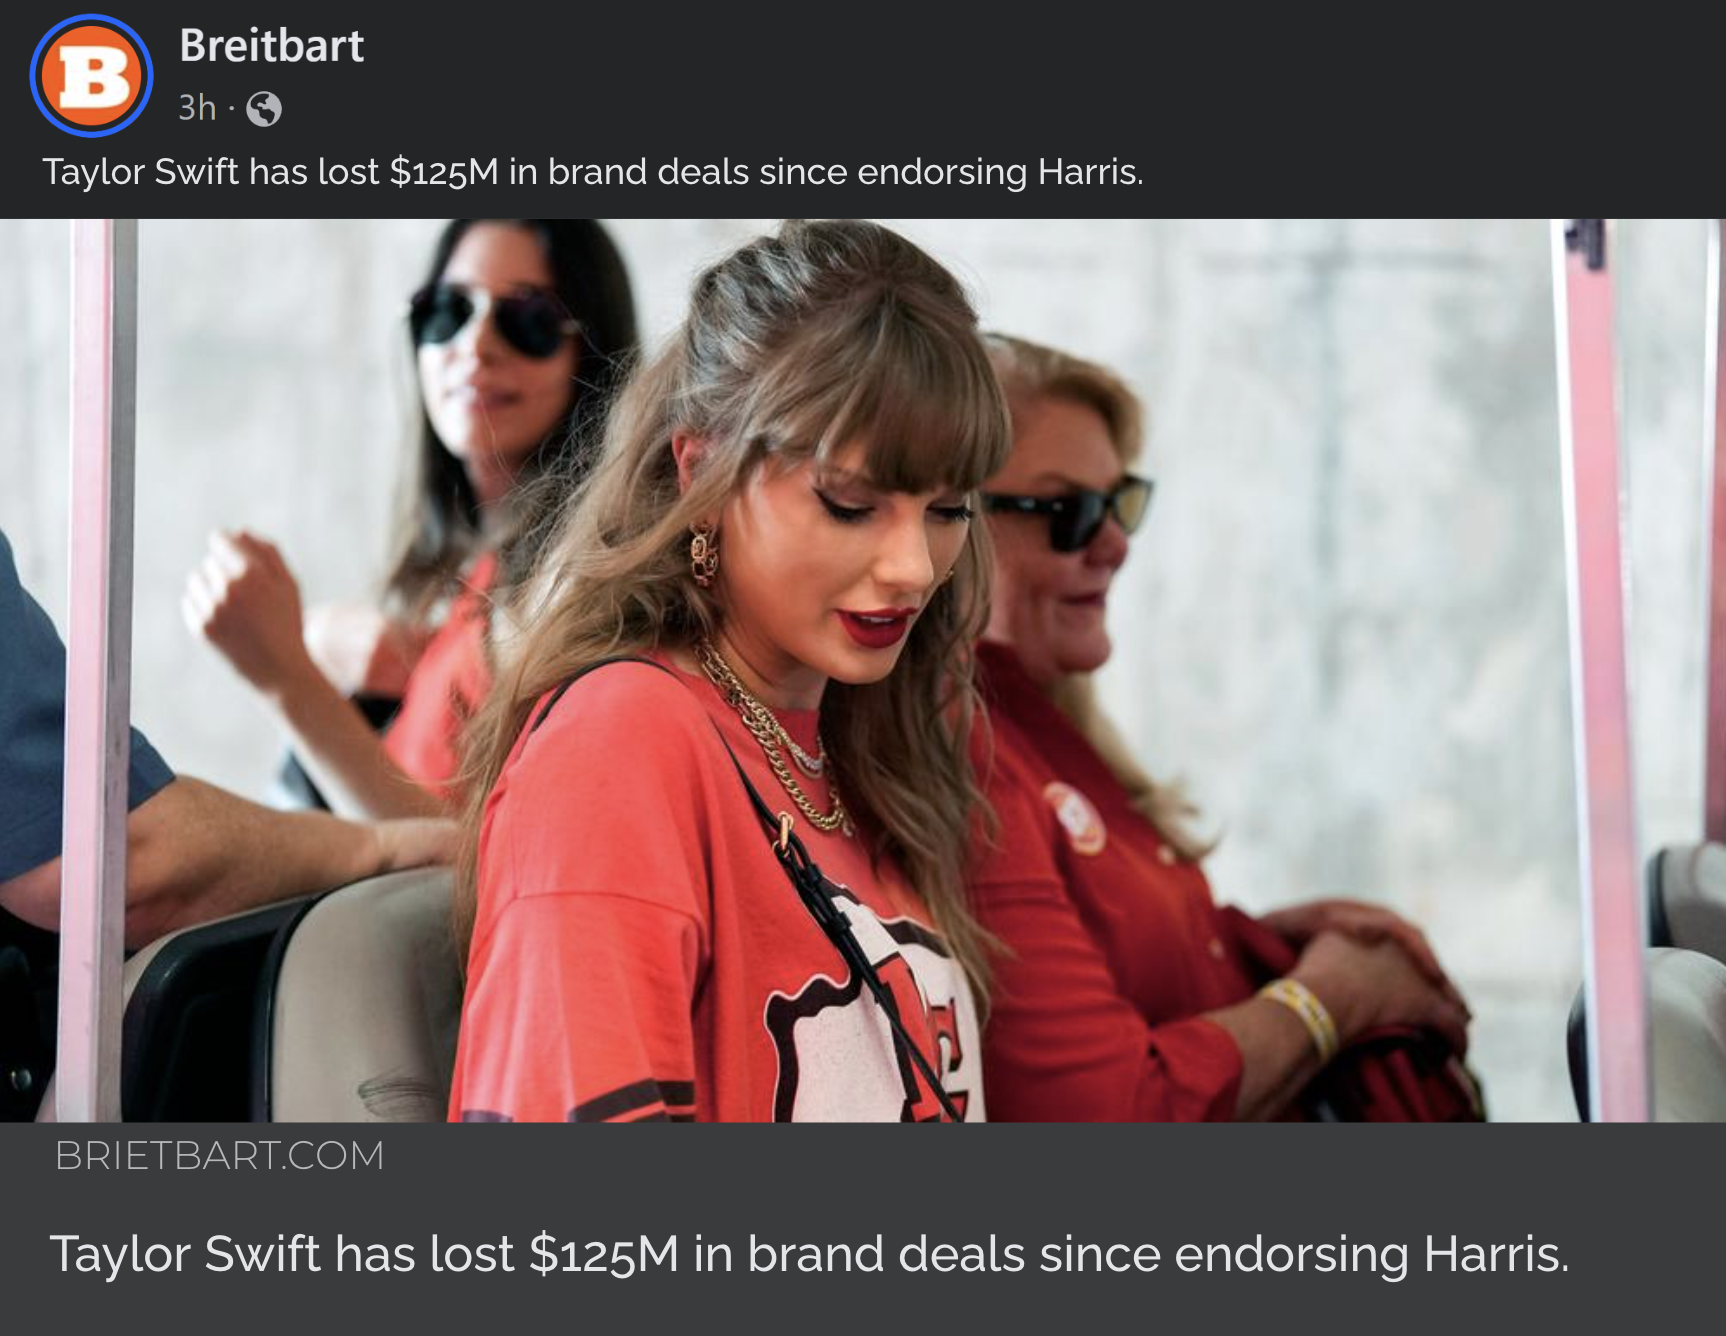 B
Breitbart
3h ·
Taylor Swift has lost $125M in brand deals since endorsing Harris.
BRIETBART.COM
Taylor Swift has lost $125M in brand deals since endorsing Harris.